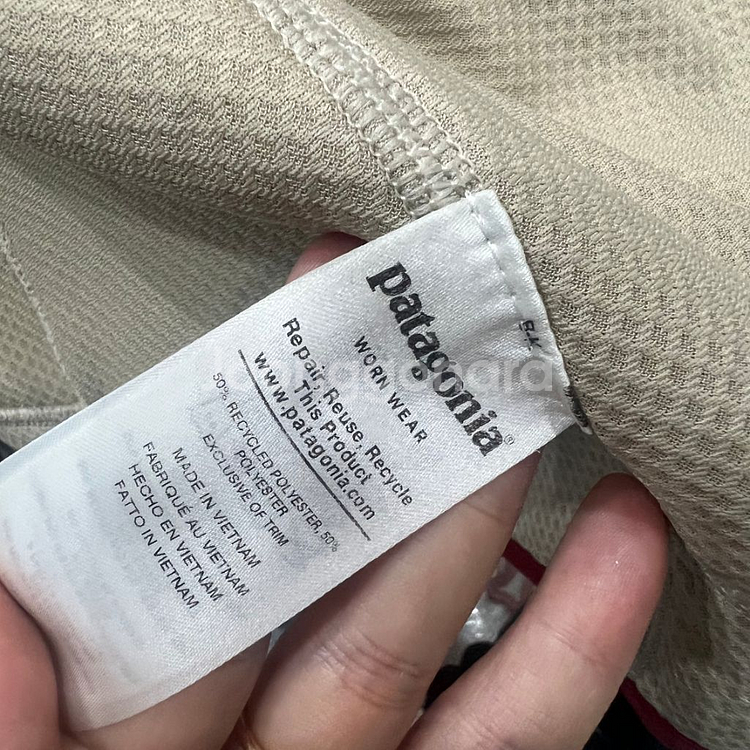 patagonia®
WORN WEAR
Repair, Reuse, Recycle
This Product
www.patagonia.com
50% RECYCLED POLYESTER, 50%
POLYESTER
EXCLUSIVE OF TRIM
MADE IN VIETNAM
FABRIQUÉ AU VIETNAM
HECHO EN VIETNAM
FATTO IN VIETNAM